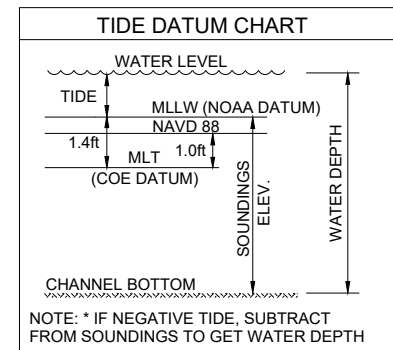 TIDE DATUM CHART
WATER LEVEL
TIDE
MLLW (NOAA DATUM)
NAVD 88
1.4ft
MLT
1.0ft
(COE DATUM)
SOUNDINGS
ELEV.
WATER DEPTH
CHANNEL BOTTOM
NOTE: * IF NEGATIVE TIDE, SUBTRACT
FROM SOUNDINGS TO GET WATER DEPTH